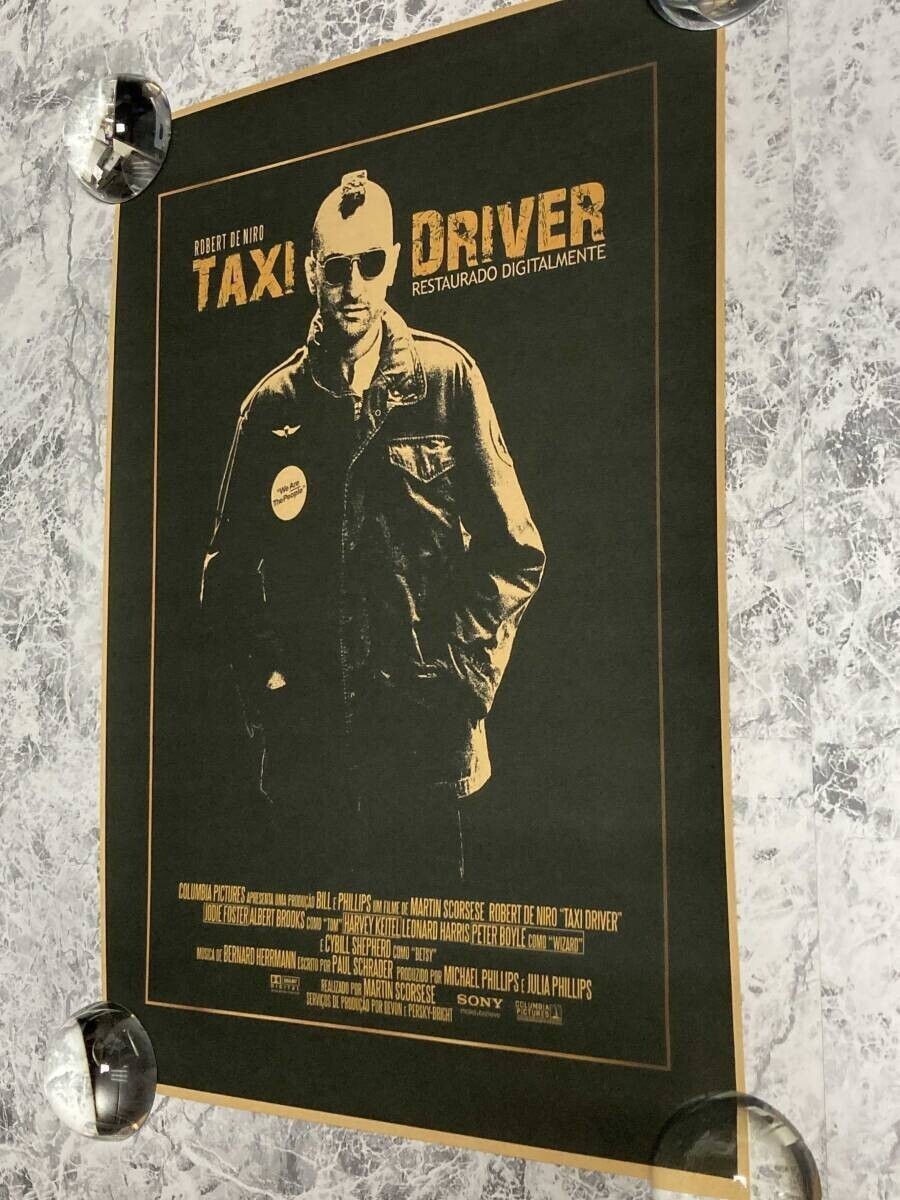 ROBERT DE NIRO
TAXI DRIVER
RESTAURADO DIGITALMENTE
"We Are
The People"
COLUMBIA PICTURES APRESENTA UMA PRODUÇÃO BILL E PHILLIPS UM FILME DE MARTIN SCORSESE ROBERT DE NIRO "TAXI DRIVER"
JODIE FOSTER ALBERT BROOKS COMO "TOM" HARVEY KEITEL LEONARD HARRIS PETER BOYLE COMO "WIZARD"
E CYBILL SHEPHERD COMO "BETSY"
MÚSICA DE BERNARD HERRMANN ESCRITO POR PAUL SCHRADER PRODUZIDO POR MICHAEL PHILLIPS E JULIA PHILLIPS
REALIZADO POR MARTIN SCORSESE
SERVIÇOS DE PRODUÇÃO POR DEVON E PERSKY-BRIGHT
DIGITAL
SONY
COLUMBIA
PICTURES